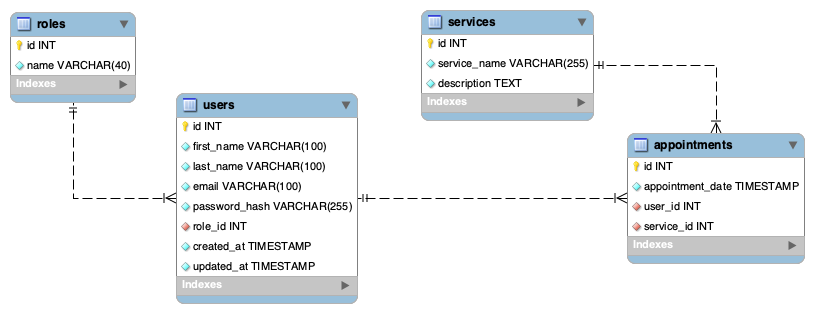 roles
id INT
name VARCHAR(40)
Indexes
users
id INT
first_name VARCHAR(100)
last_name VARCHAR(100)
email VARCHAR(100)
password_hash VARCHAR(255)
role_id INT
created_at TIMESTAMP
updated_at TIMESTAMP
Indexes
services
id INT
service_name VARCHAR(255)
description TEXT
Indexes
appointments
id INT
appointment_date TIMESTAMP
user_id INT
service_id INT
Indexes